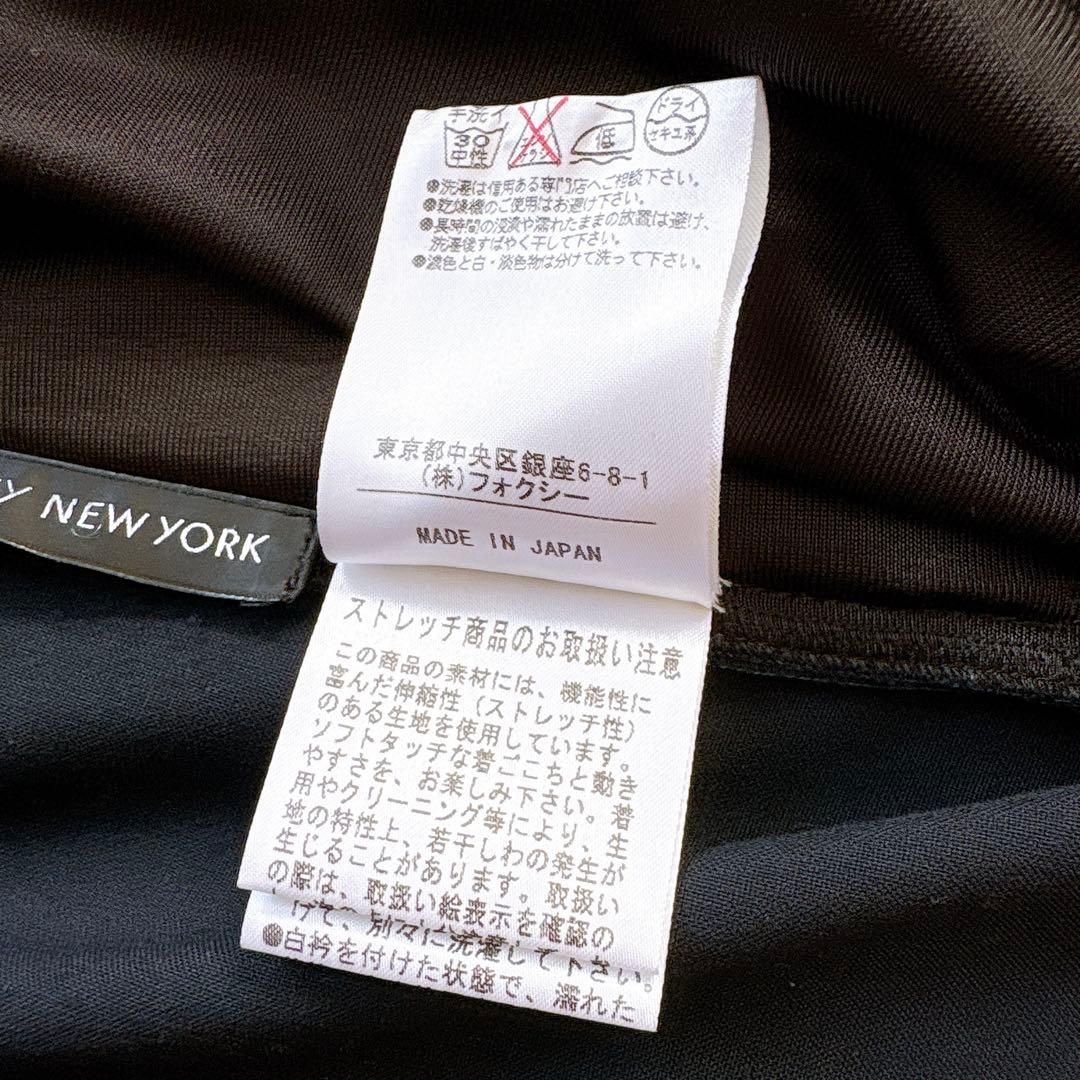 手洗イ
30
中性
エンソ
サラシ
低
ドライ
セキユ系
●洗濯は信用ある専門店へご相談下さい。
●乾燥機のご使用はお避け下さい。
●長時間の浸漬や濡れたままの放置は避け、
洗濯後すばやく干して下さい。
●濃色と白・淡色物は分けて洗って下さい。
東京都中央区銀座6-8-1
(株)フォクシー
MADE IN JAPAN
Y NEW YORK
ストレッチ商品のお取扱い注意
この商品の素材には、機能性に
富んだ伸縮性(ストレッチ性)
のある生地を使用しています。
ソフトタッチな着ごこちと動き
やすさを、お楽しみ下さい。着
用やクリーニング等により、生
地の特性上、若干しわの発生が
生じることがあります。取扱い
の際は、取扱い絵表示を確認の
げて、別々に洗濯して下さい。
●白衿を付けた状態で、濡れた